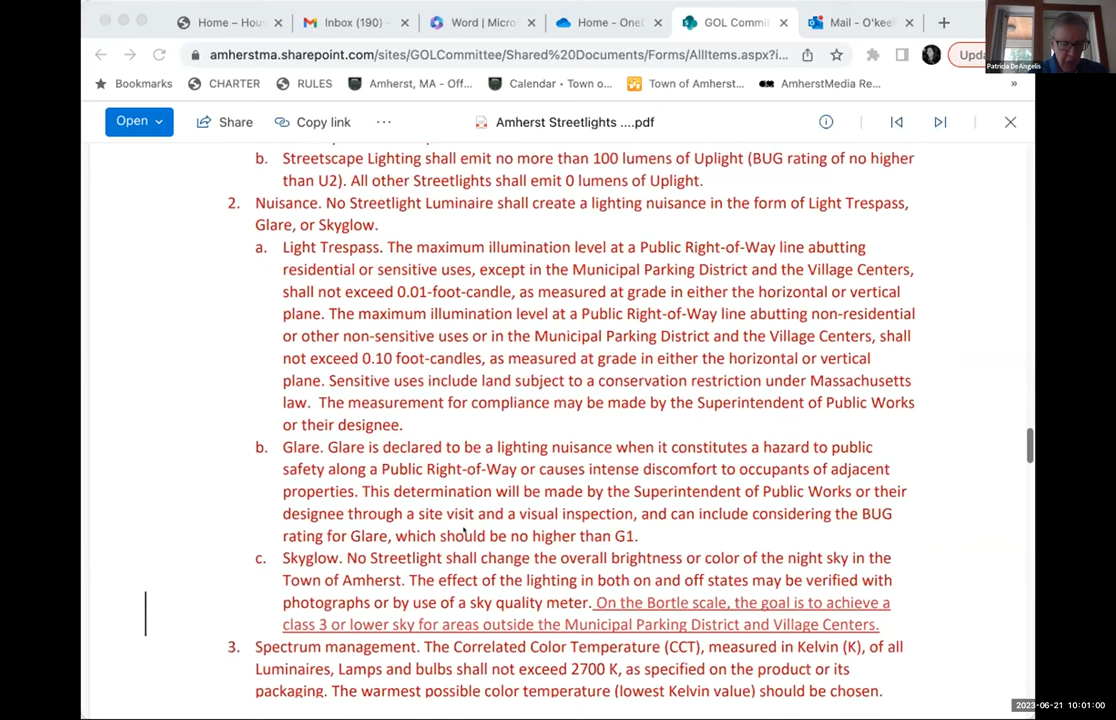 Home – Hou
Inbox (190) -
Word | Micro
Home - OneD
GOL Commit
Mail - O'kee
amherstma.sharepoint.com/sites/GOLCommittee/Shared%20Documents/Forms/AllItems.aspx?i...
Upda
Patricia DeAngelis
Bookmarks
CHARTER
RULES
Amherst, MA - Off...
Calendar • Town o...
Town of Amherst...
AmherstMedia Re...
»
Open
Share
Copy link
...
Amherst Streetlights ....pdf
b. Streetscape Lighting shall emit no more than 100 lumens of Uplight (BUG rating of no higher
than U2). All other Streetlights shall emit 0 lumens of Uplight.
2. Nuisance. No Streetlight Luminaire shall create a lighting nuisance in the form of Light Trespass,
Glare, or Skyglow.
a. Light Trespass. The maximum illumination level at a Public Right-of-Way line abutting
residential or sensitive uses, except in the Municipal Parking District and the Village Centers,
shall not exceed 0.01-foot-candle, as measured at grade in either the horizontal or vertical
plane. The maximum illumination level at a Public Right-of-Way line abutting non-residential
or other non-sensitive uses or in the Municipal Parking District and the Village Centers, shall
not exceed 0.10 foot-candles, as measured at grade in either the horizontal or vertical
plane. Sensitive uses include land subject to a conservation restriction under Massachusetts
law. The measurement for compliance may be made by the Superintendent of Public Works
or their designee.
b. Glare. Glare is declared to be a lighting nuisance when it constitutes a hazard to public
safety along a Public Right-of-Way or causes intense discomfort to occupants of adjacent
properties. This determination will be made by the Superintendent of Public Works or their
designee through a site visit and a visual inspection, and can include considering the BUG
rating for Glare, which should be no higher than G1.
c. Skyglow. No Streetlight shall change the overall brightness or color of the night sky in the
Town of Amherst. The effect of the lighting in both on and off states may be verified with
photographs or by use of a sky quality meter. On the Bortle scale, the goal is to achieve a
class 3 or lower sky for areas outside the Municipal Parking District and Village Centers.
3. Spectrum management. The Correlated Color Temperature (CCT), measured in Kelvin (K), of all
Luminaires, Lamps and bulbs shall not exceed 2700 K, as specified on the product or its
packaging. The warmest possible color temperature (lowest Kelvin value) should be chosen.
2023-06-21 10:01:00